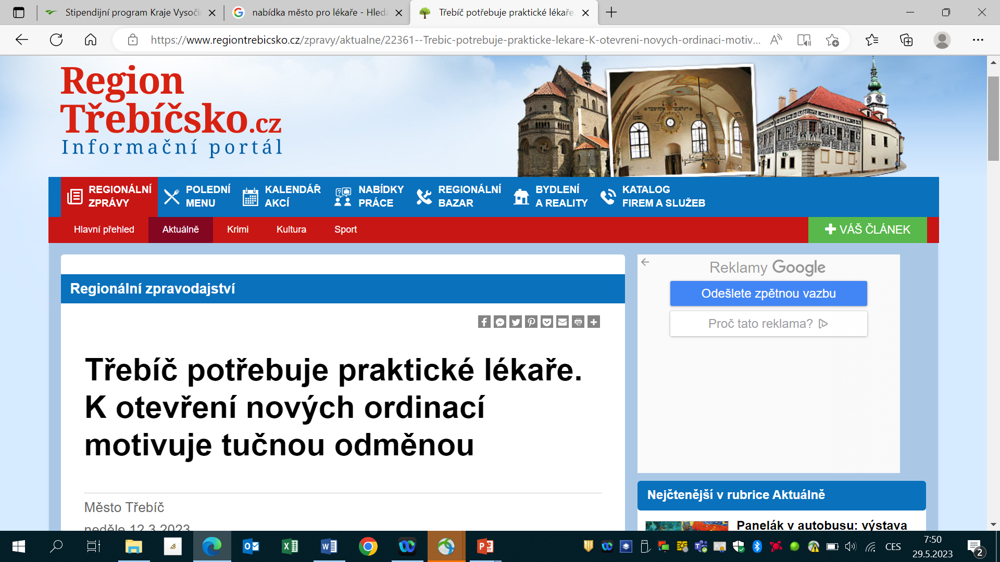 Stipendijní program Kraje Vysoči
nabídka město pro lékaře - Hleda
Třebíč potřebuje praktické lékaře.
https://www.regiontrebicsko.cz/zpravy/aktualne/22361--Trebic-potrebuje-prakticke-lekare-K-otevreni-novych-ordinaci-motiv...
Region
Třebíčsko.cz
Informační portál
REGIONÁLNÍ
ZPRÁVY
POLEDNÍ
MENU
KALENDÁŘ
AKCÍ
NABÍDKY
PRÁCE
REGIONÁLNÍ
BAZAR
BYDLENÍ
A REALITY
KATALOG
FIREM A SLUŽEB
Hlavní přehled
Aktuálně
Krimi
Kultura
Sport
VÁŠ ČLÁNEK
Regionální zpravodajství
Třebíč potřebuje praktické lékaře.
K otevření nových ordinací
motivuje tučnou odměnou
Město Třebíč
neděle 12.3.2023
Reklamy Google
Odešlete zpětnou vazbu
Proč tato reklama?
Nejčtenější v rubrice Aktuálně
Panelák v autobusu: výstava
CES
7:50
29.5.2023
2